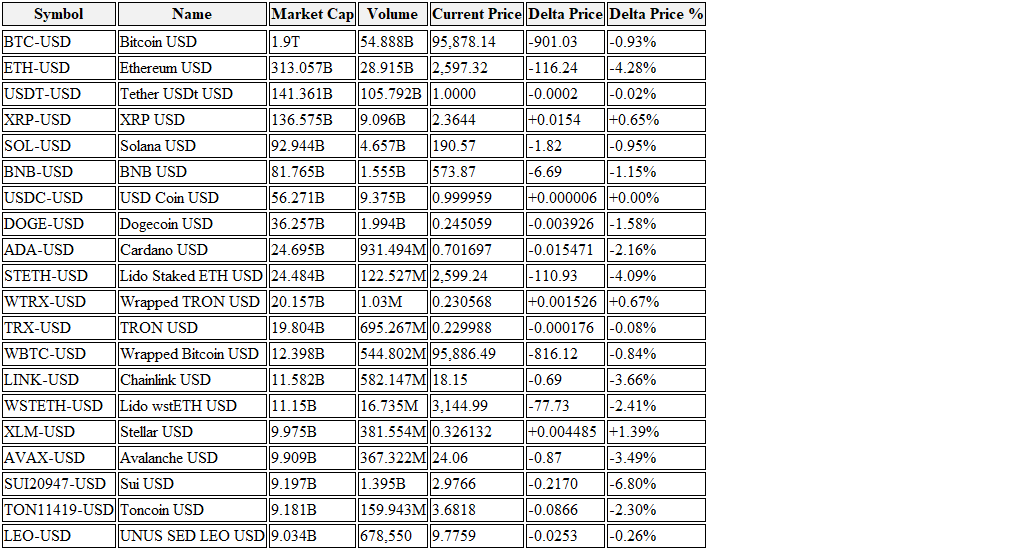 Symbol Name Market Cap Volume Current Price Delta Price Delta Price %
BTC-USD Bitcoin USD 1.9T 54.888B 95,878.14 -901.03 -0.93%
ETH-USD Ethereum USD 313.057B 28.915B 2,597.32 -116.24 -4.28%
USDT-USD Tether USDt USD 141.361B 105.792B 1.0000 -0.0002 -0.02%
XRP-USD XRP USD 136.575B 9.096B 2.3644 +0.0154 +0.65%
SOL-USD Solana USD 92.944B 4.657B 190.57 -1.82 -0.95%
BNB-USD BNB USD 81.765B 1.555B 573.87 -6.69 -1.15%
USDC-USD USD Coin USD 56.271B 9.375B 0.999959 +0.000006 +0.00%
DOGE-USD Dogecoin USD 36.257B 1.994B 0.245059 -0.003926 -1.58%
ADA-USD Cardano USD 24.695B 931.494M 0.701697 -0.015471 -2.16%
STETH-USD Lido Staked ETH USD 24.484B 122.527M 2,599.24 -110.93 -4.09%
WTRX-USD Wrapped TRON USD 20.157B 1.03M 0.230568 +0.001526 +0.67%
TRX-USD TRON USD 19.804B 695.267M 0.229988 -0.000176 -0.08%
WBTC-USD Wrapped Bitcoin USD 12.398B 544.802M 95,886.49 -816.12 -0.84%
LINK-USD Chainlink USD 11.582B 582.147M 18.15 -0.69 -3.66%
WSTETH-USD Lido wstETH USD 11.15B 16.735M 3,144.99 -77.73 -2.41%
XLM-USD Stellar USD 9.975B 381.554M 0.326132 +0.004485 +1.39%
AVAX-USD Avalanche USD 9.909B 367.322M 24.06 -0.87 -3.49%
SUI20947-USD Sui USD 9.197B 1.395B 2.9766 -0.2170 -6.80%
TON11419-USD Toncoin USD 9.181B 159.943M 3.6818 -0.0866 -2.30%
LEO-USD UNUS SED LEO USD 9.034B 678,550 9.7759 -0.0253 -0.26%